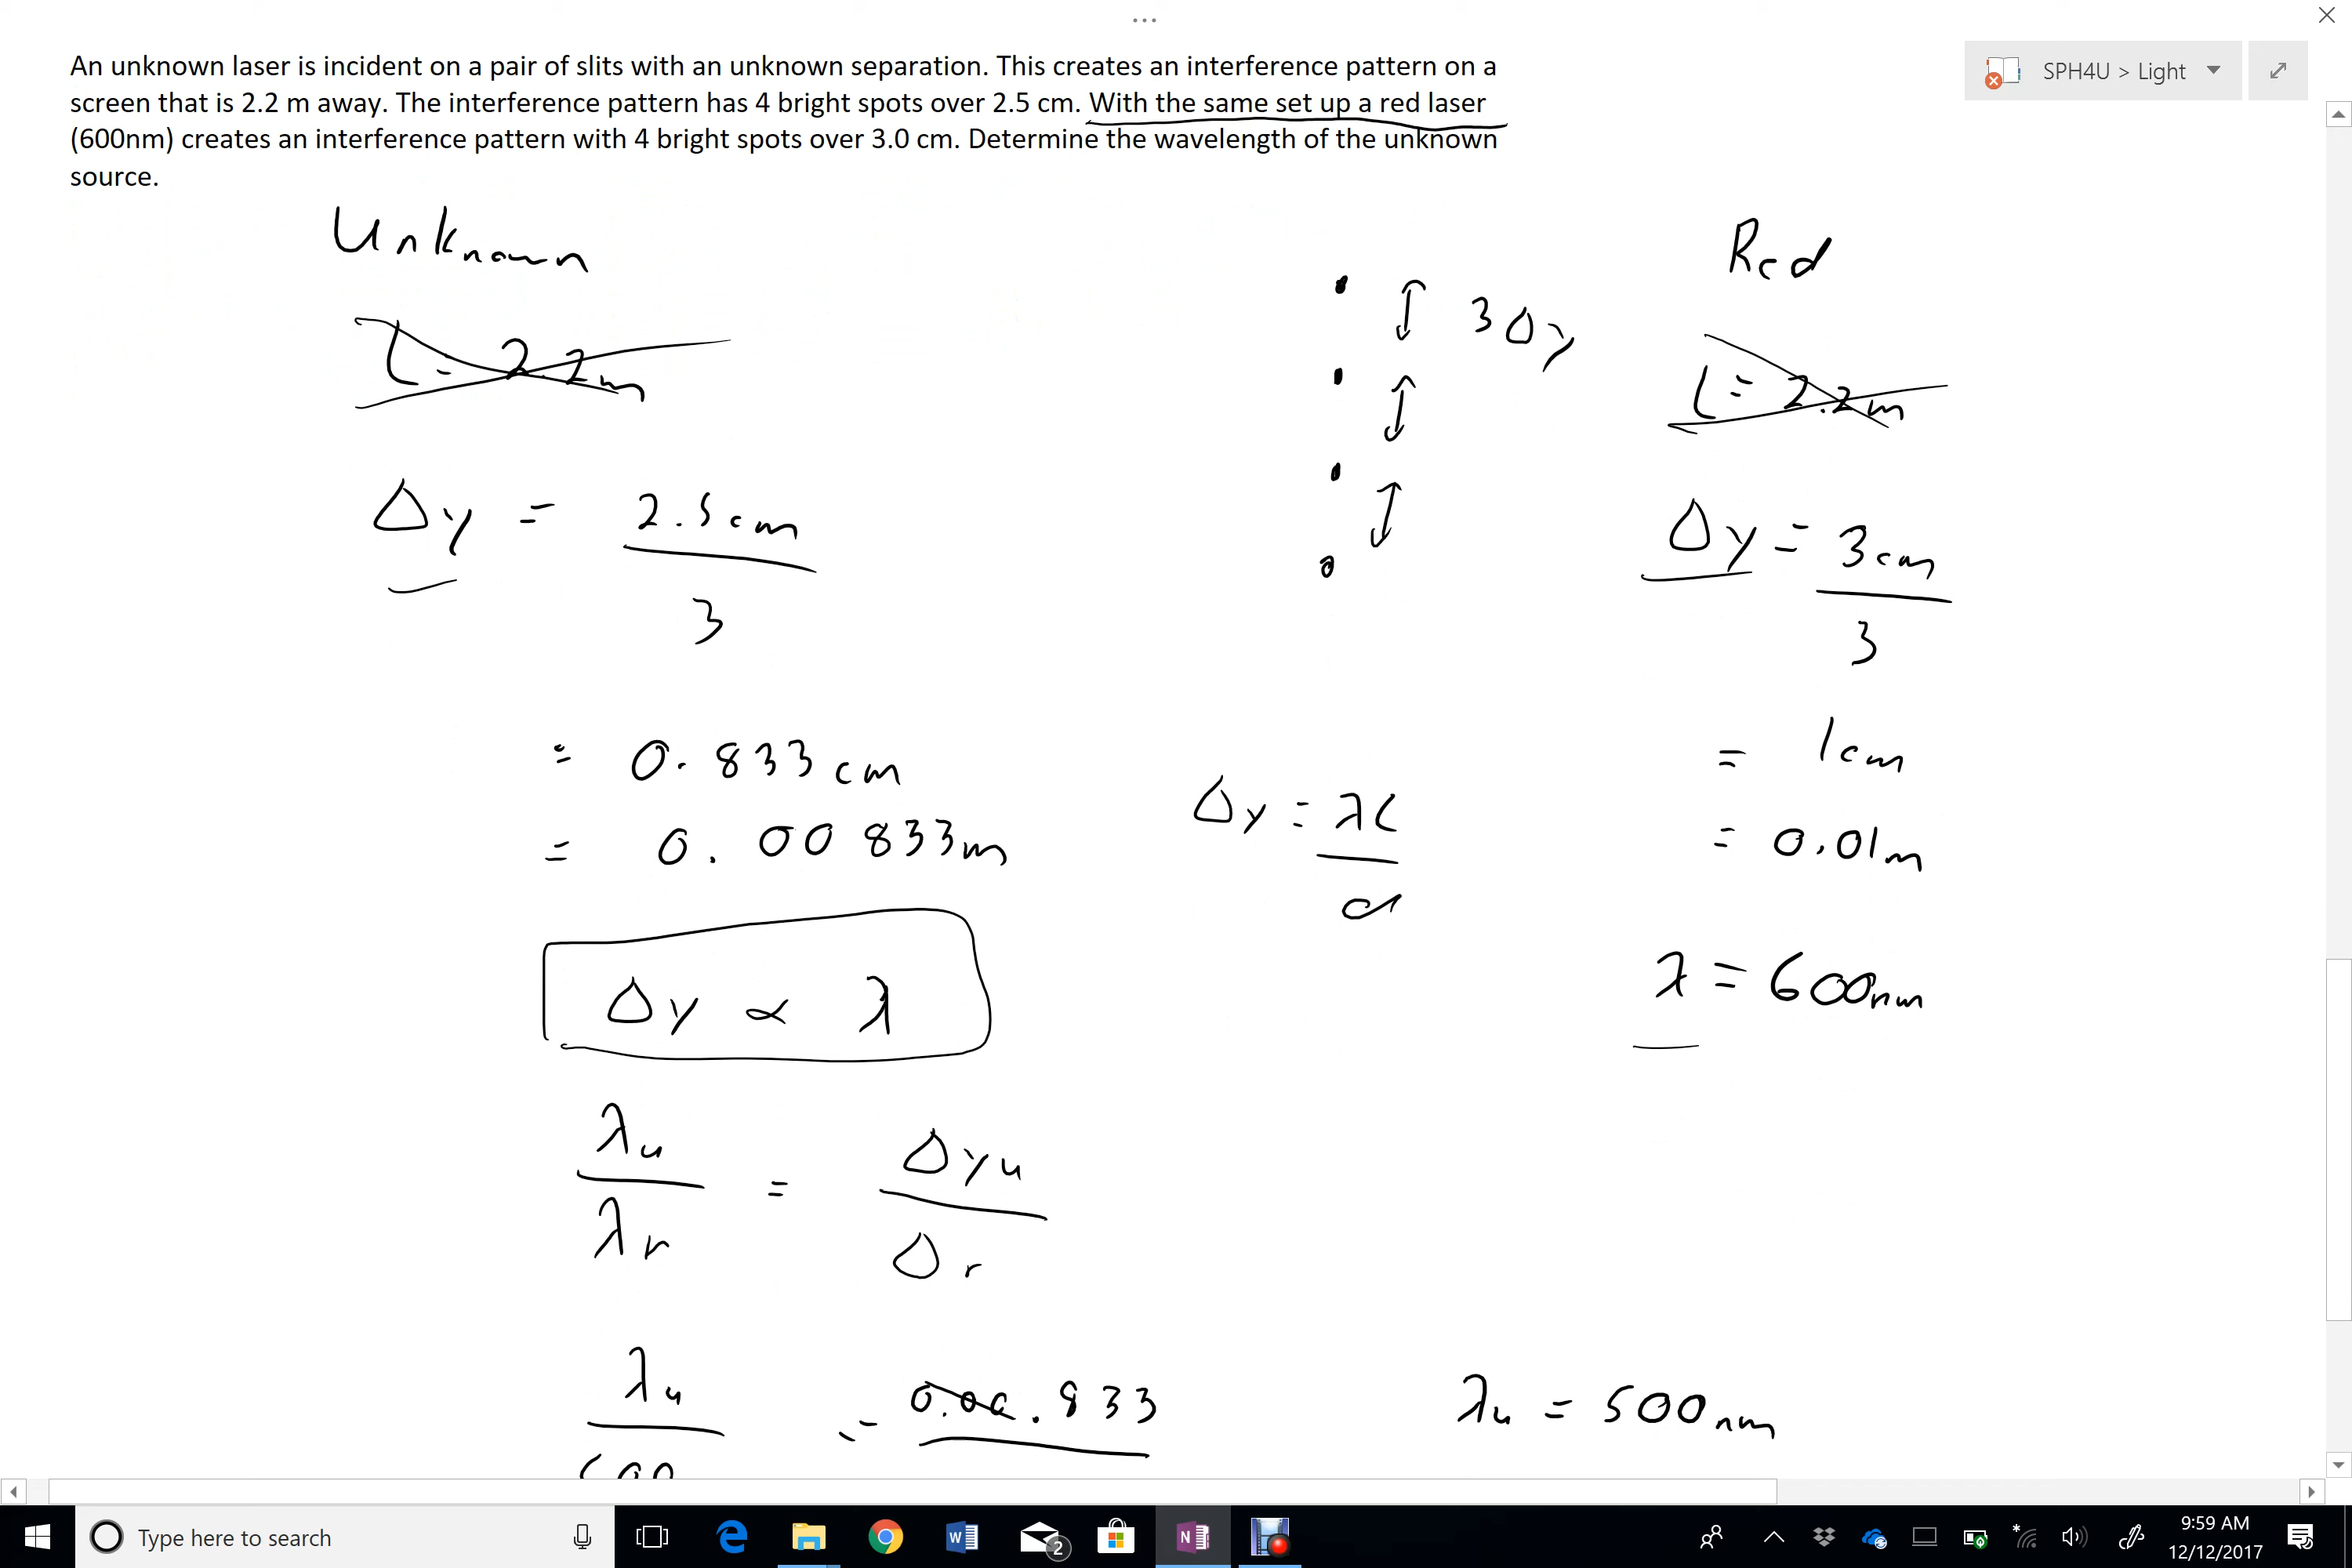 An unknown laser is incident on a pair of slits with an unknown separation. This creates an interference pattern on a
screen that is 2.2 m away. The interference pattern has 4 bright spots over 2.5 cm. With the same set up a red laser
(600nm) creates an interference pattern with 4 bright spots over 3.0 cm. Determine the wavelength of the unknown
source.
SPH4U > Light
Unknown
L = 2.2m
Δy = 2.5cm
3
= 0.833cm
= 0.00833m
Δy ∝ λ
λu
λr
=
Δyu
Δr
λu
600
=
0.00.833
3Δy
Δy = λL
d
Red
L = 2.2m
Δy = 3cm
3
= 1cm
= 0.01m
λ = 600nm
λu = 500nm
Type here to search
2
9:59 AM
12/12/2017